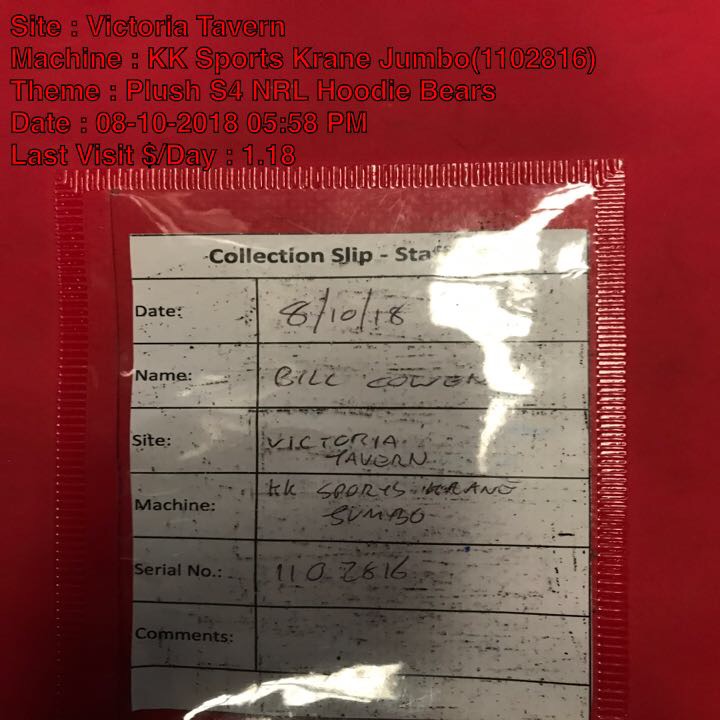 Site : Victoria Tavern
Machine : KK Sports Krane Jumbo(1102816)
Theme : Plush S4 NRL Hoodie Bears
Date : 08-10-2018 05:58 PM
Last Visit $/Day : 1.18
Collection Slip - Sta
Date: 8/10/18
Name: BILL
Site: VICTORIA
TAVERN
Machine: KK SPORTS KRANE
JUMBO
Serial No.: 1102816
Comments: